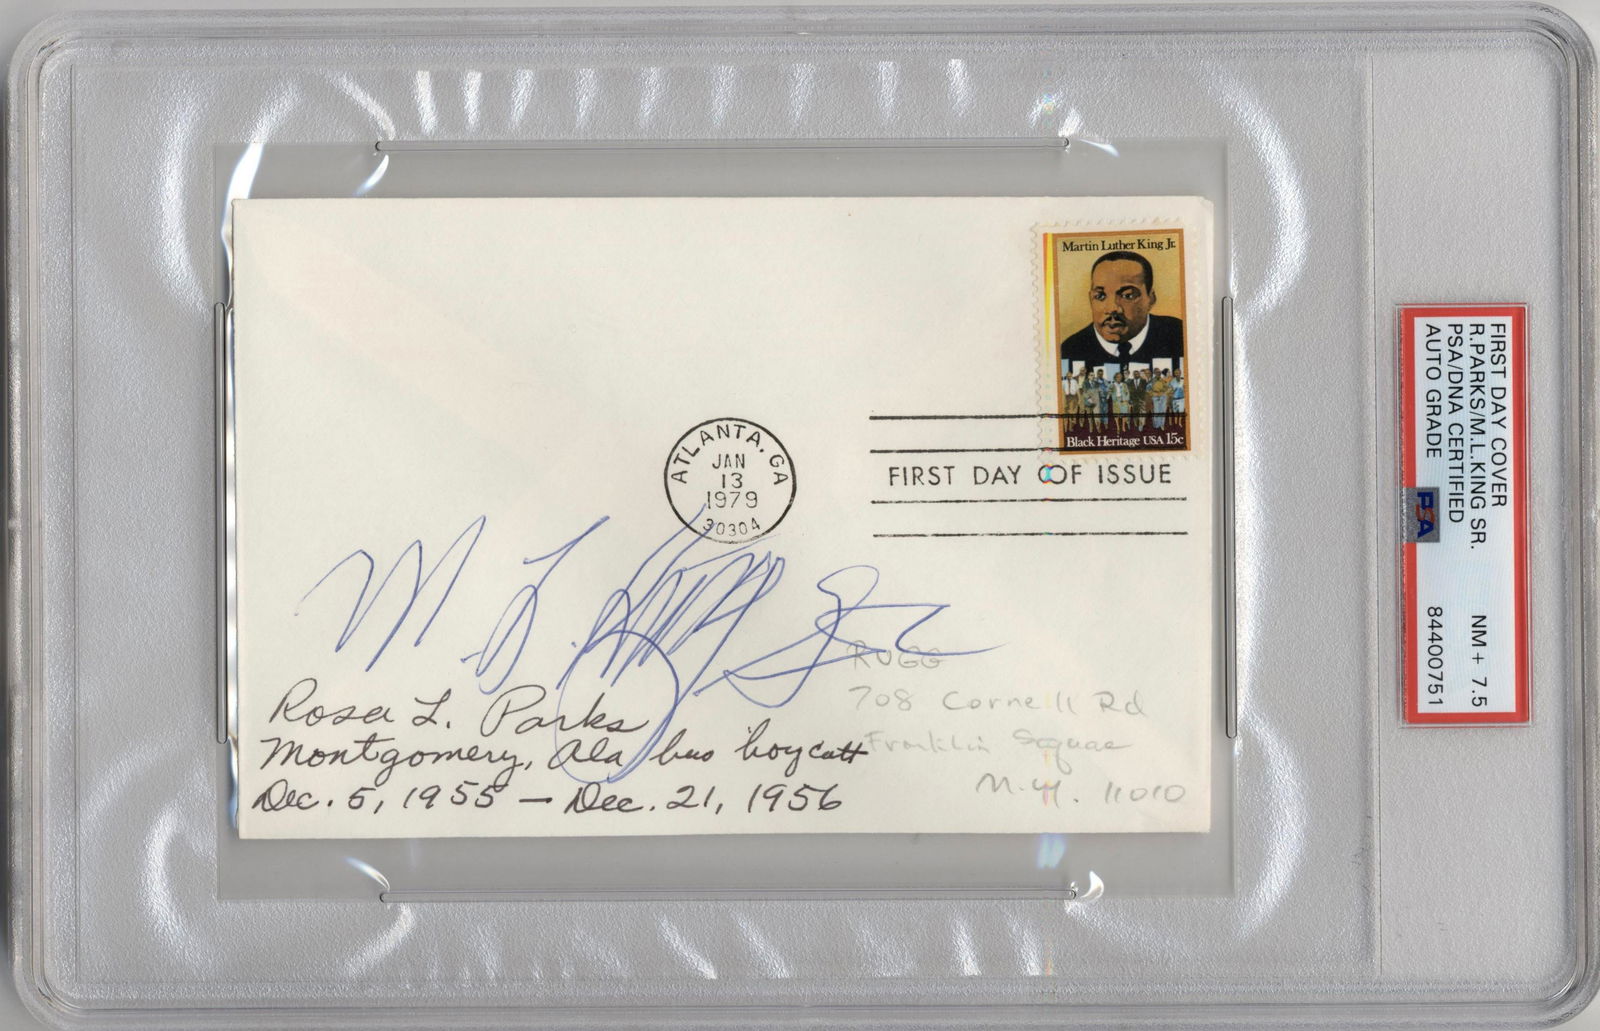 Martin Luther King Jr.
Black Heritage USA 15c
ATLANTA, GA
JAN
13
1979
30304
FIRST DAY OF ISSUE
M L King Sr
RUGG
708 Cornell Rd
Franklin Square
N.Y. 11010
Rosa L. Parks
Montgomery, Ala bus boycott
Dec. 5, 1955 — Dec. 21, 1956
FIRST DAY COVER
R.PARKS/M.L.KING SR. NM+ 7.5
PSA/DNA CERTIFIED
AUTO GRADE 84400751
PSA